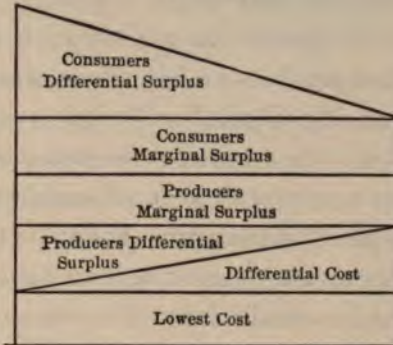 Consumers
Differential Surplus
Consumers
Marginal Surplus
Producers
Marginal Surplus
Producers Differential
Surplus
Differential Cost
Lowest Cost